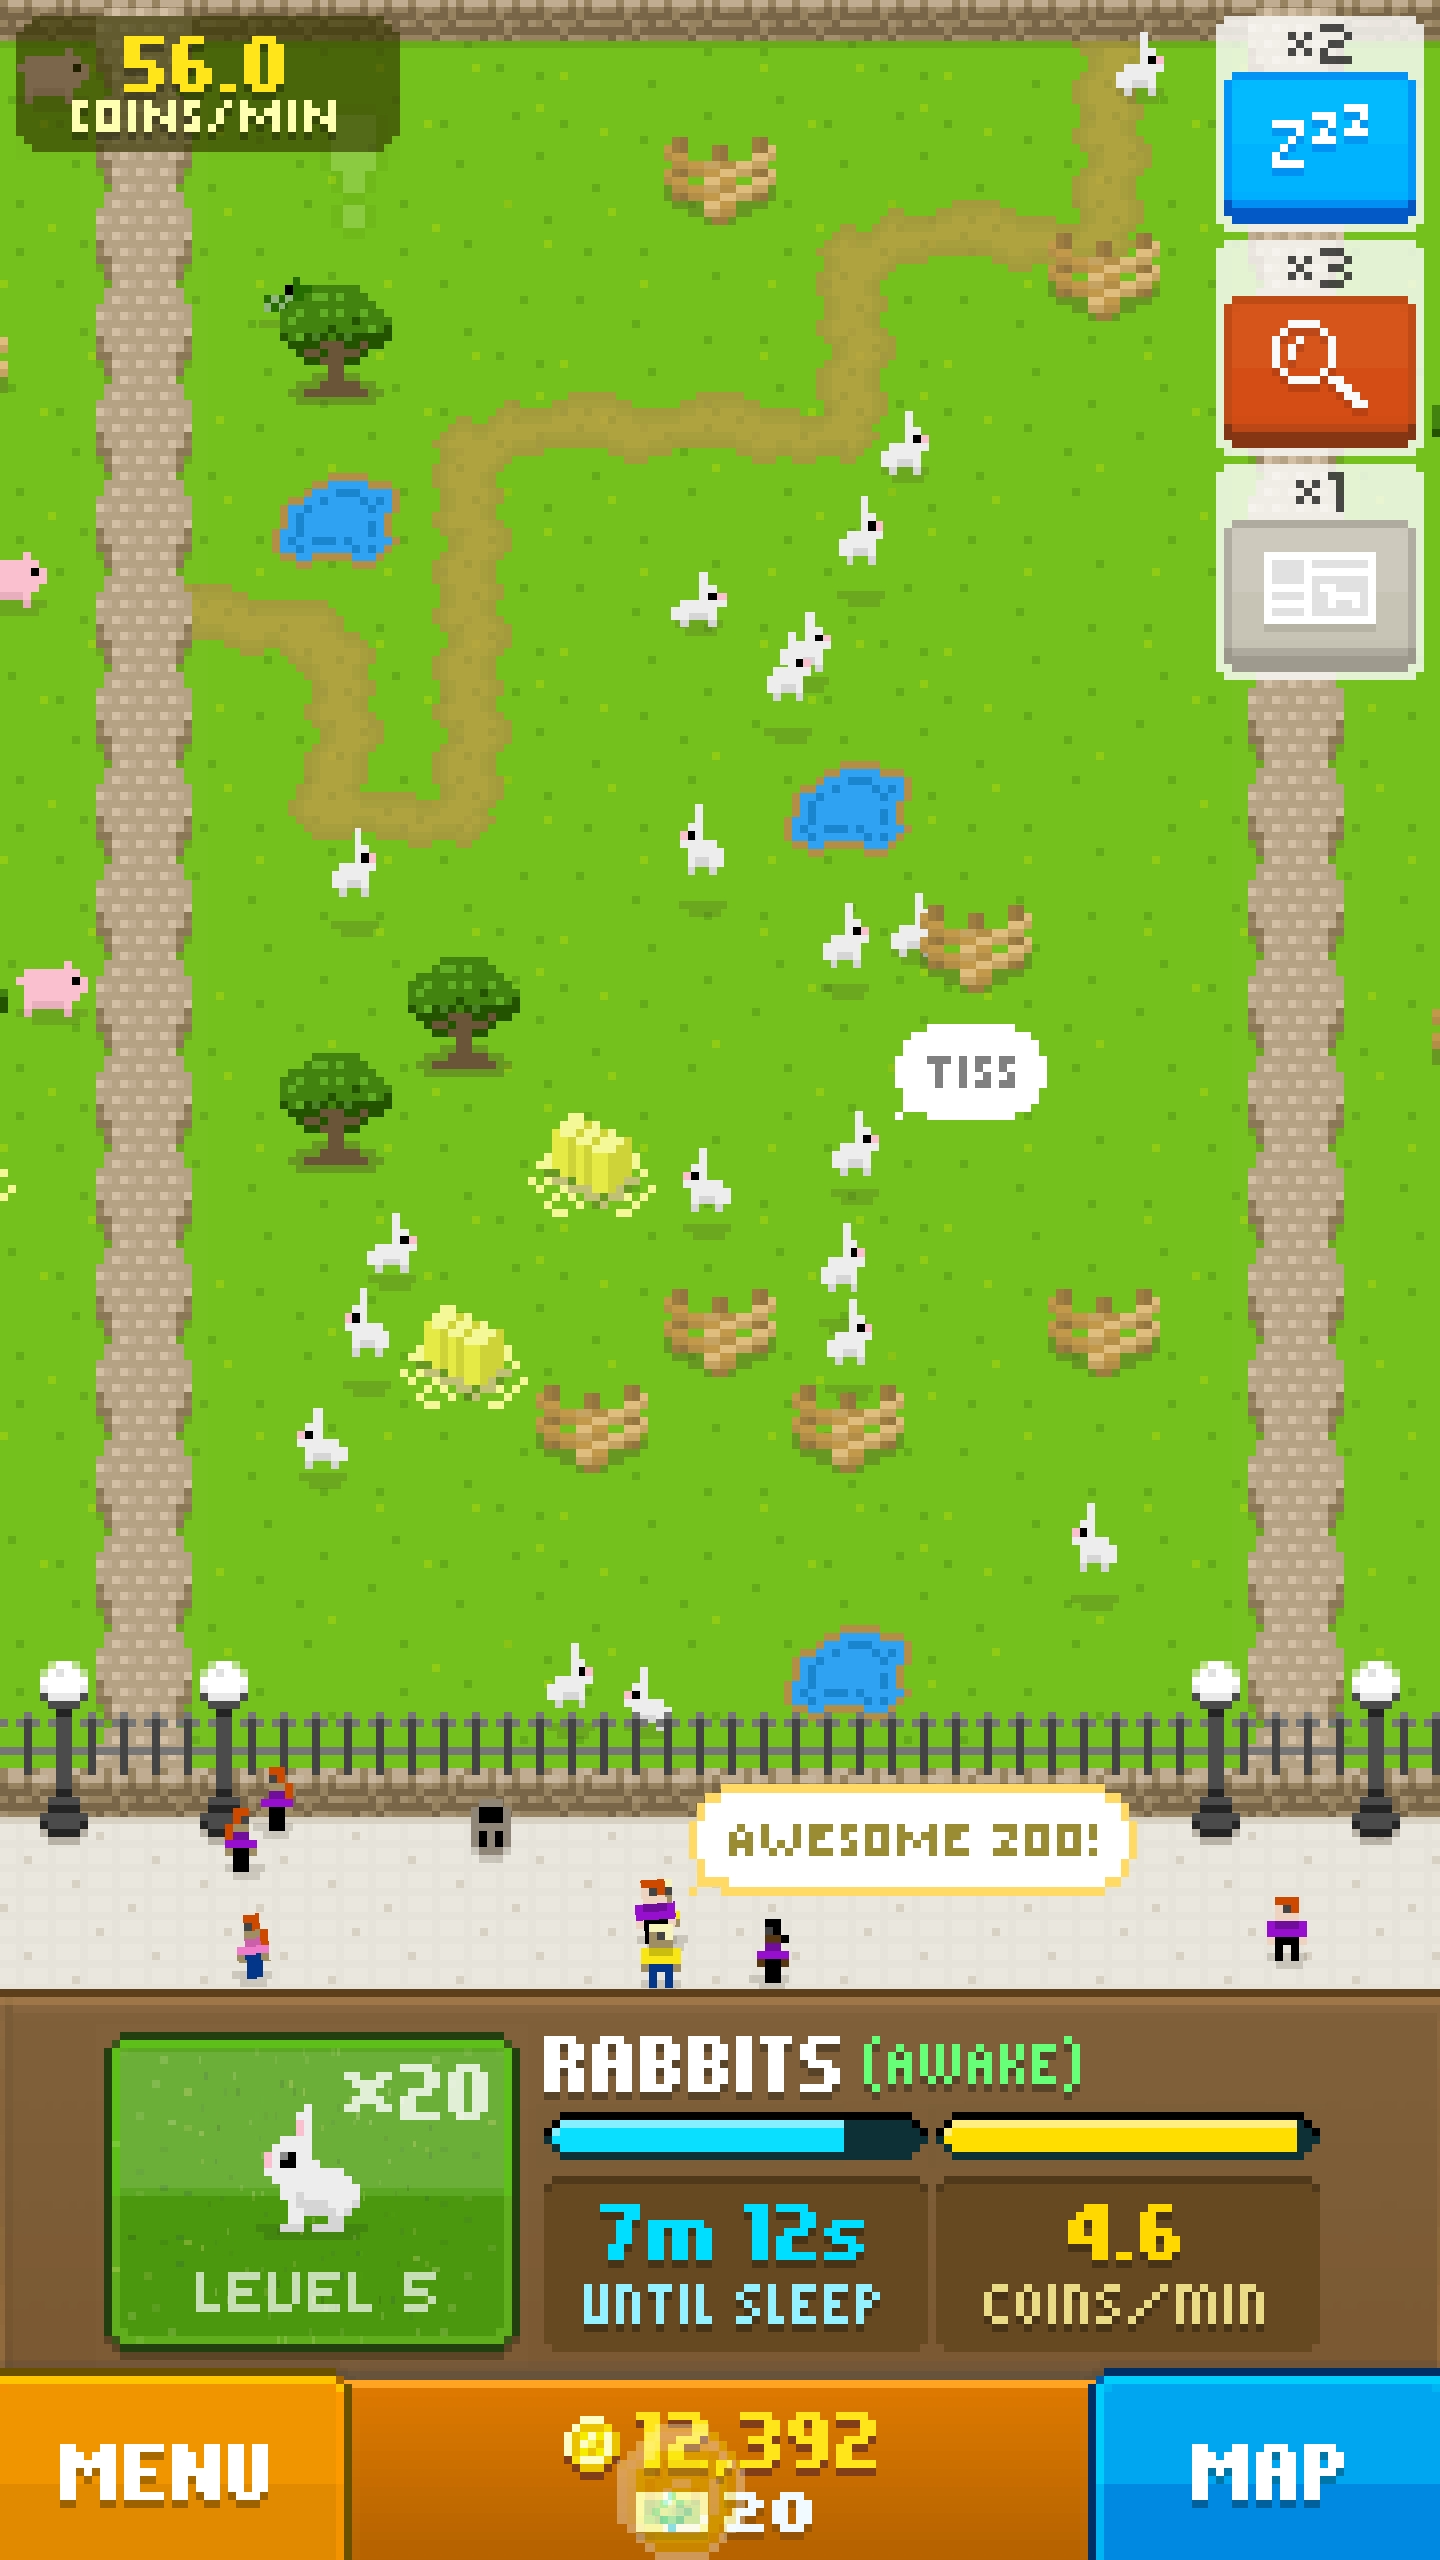 56.0
COINS/MIN
x2
zzz
x3
x1
TISS
AWESOME ZOO!
x20
LEVEL 5
RABBITS (AWAKE)
7m 12s
UNTIL SLEEP
4.6
COINS/MIN
MENU
12,392
20
MAP